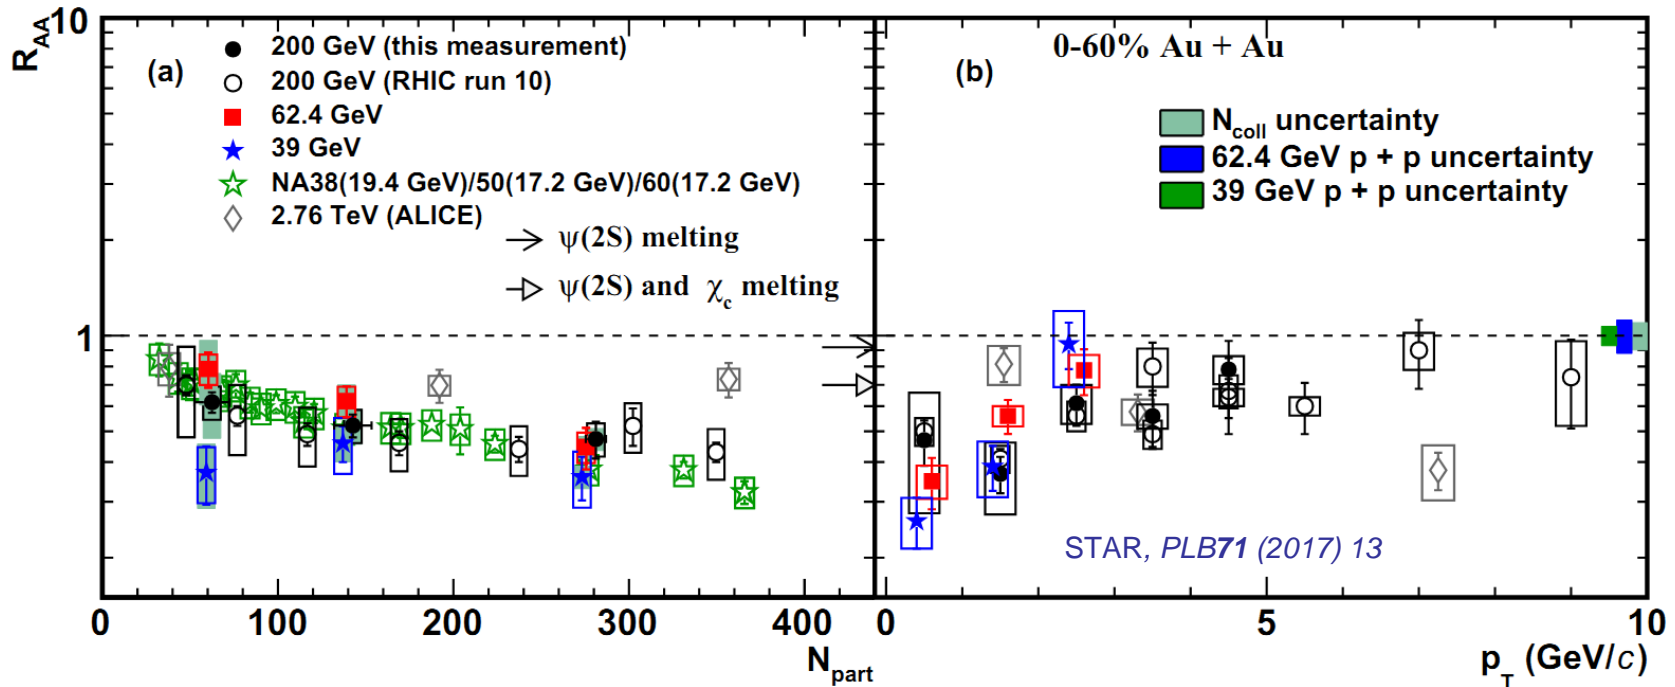 10
R_AA
1
(a)
200 GeV (this measurement)
200 GeV (RHIC run 10)
62.4 GeV
39 GeV
NA38(19.4 GeV)/50(17.2 GeV)/60(17.2 GeV)
2.76 TeV (ALICE)
ψ(2S) melting
ψ(2S) and χ_c melting
0 100 200 300 400
N_part
(b)
0-60% Au + Au
N_coll uncertainty
62.4 GeV p + p uncertainty
39 GeV p + p uncertainty
STAR, PLB71 (2017) 13
0 5 10
p_T (GeV/c)